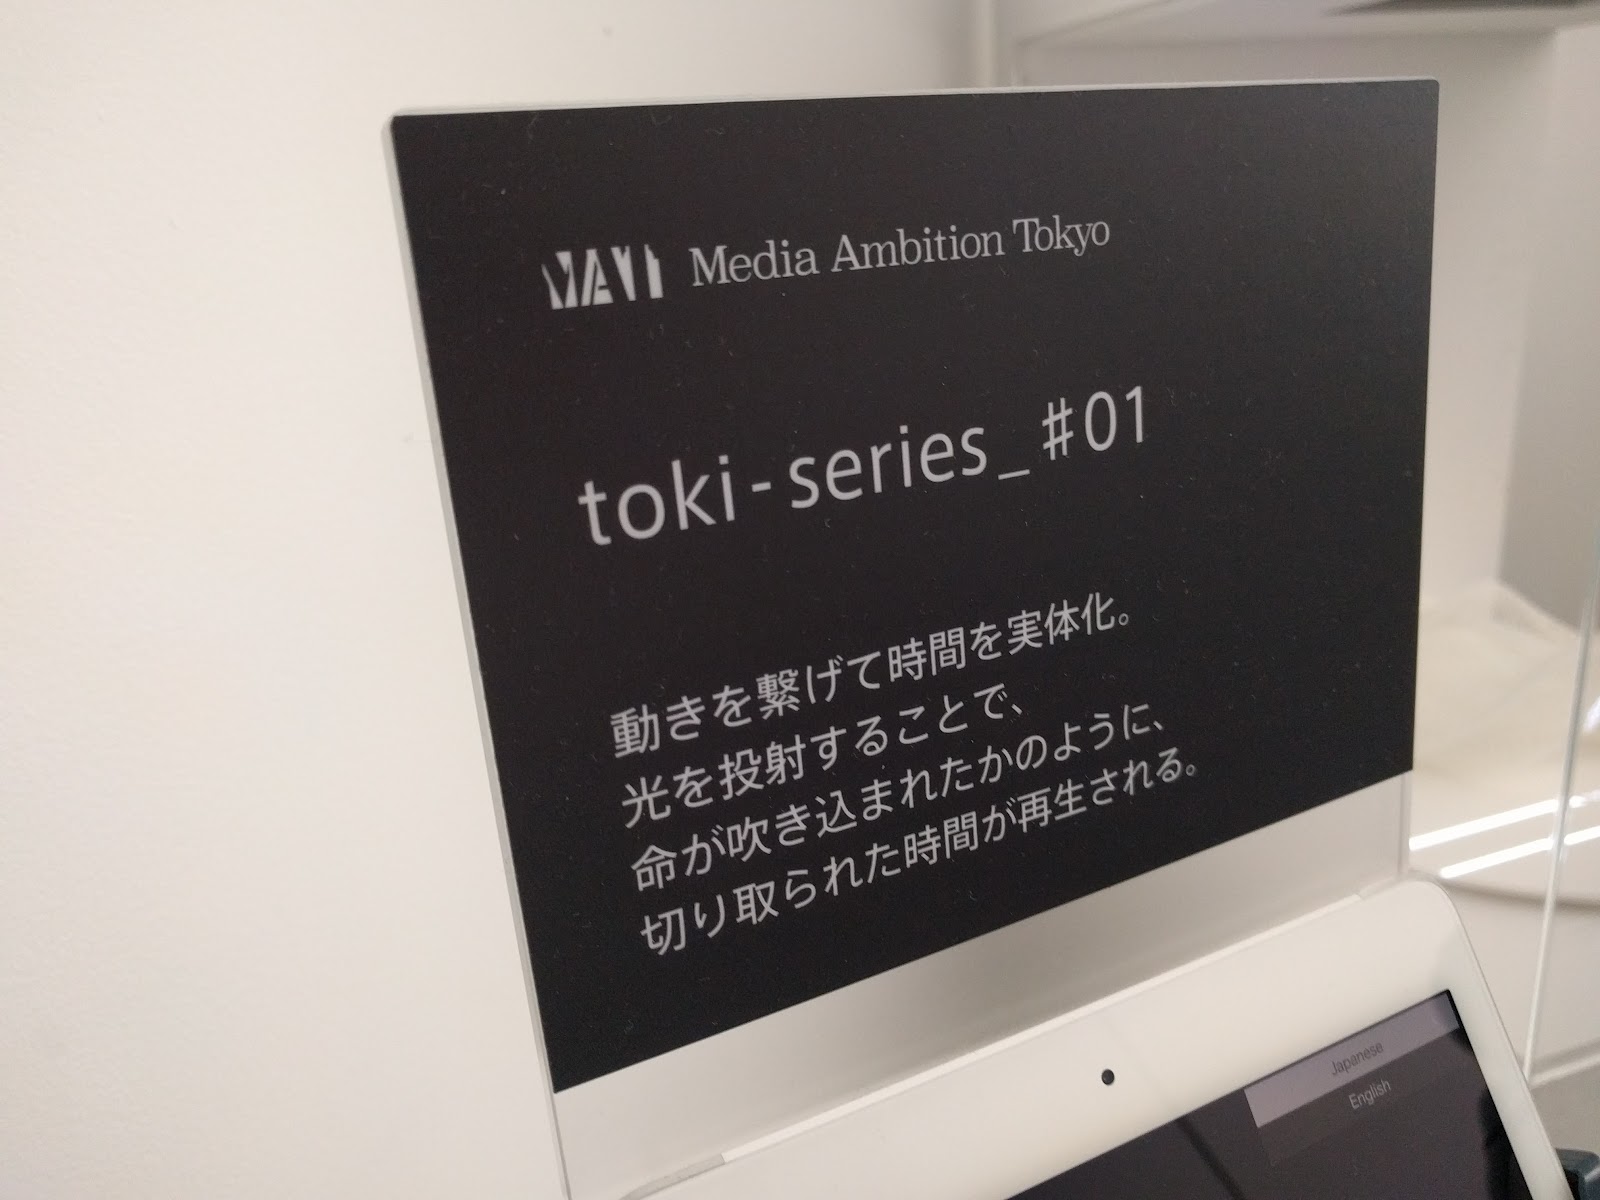 MAT Media Ambition Tokyo
toki-series_#01
動きを繋げて時間を実体化。
光を投射することで、
命が吹き込まれたかのように、
切り取られた時間が再生される。
Japanese
English